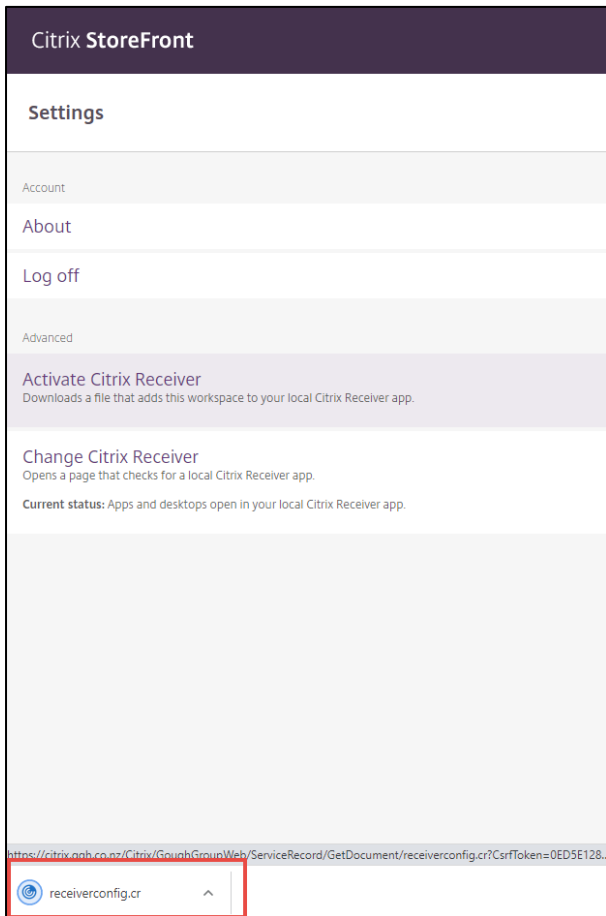 Citrix StoreFront
Settings
Account
About
Log off
Advanced
Activate Citrix Receiver
Downloads a file that adds this workspace to your local Citrix Receiver app.
Change Citrix Receiver
Opens a page that checks for a local Citrix Receiver app.
Current status: Apps and desktops open in your local Citrix Receiver app.
https://citrix.ggh.co.nz/Citrix/GoughGroupWeb/ServiceRecord/GetDocument/receiverconfig.cr?CsrfToken=0ED5E128...
receiverconfig.cr